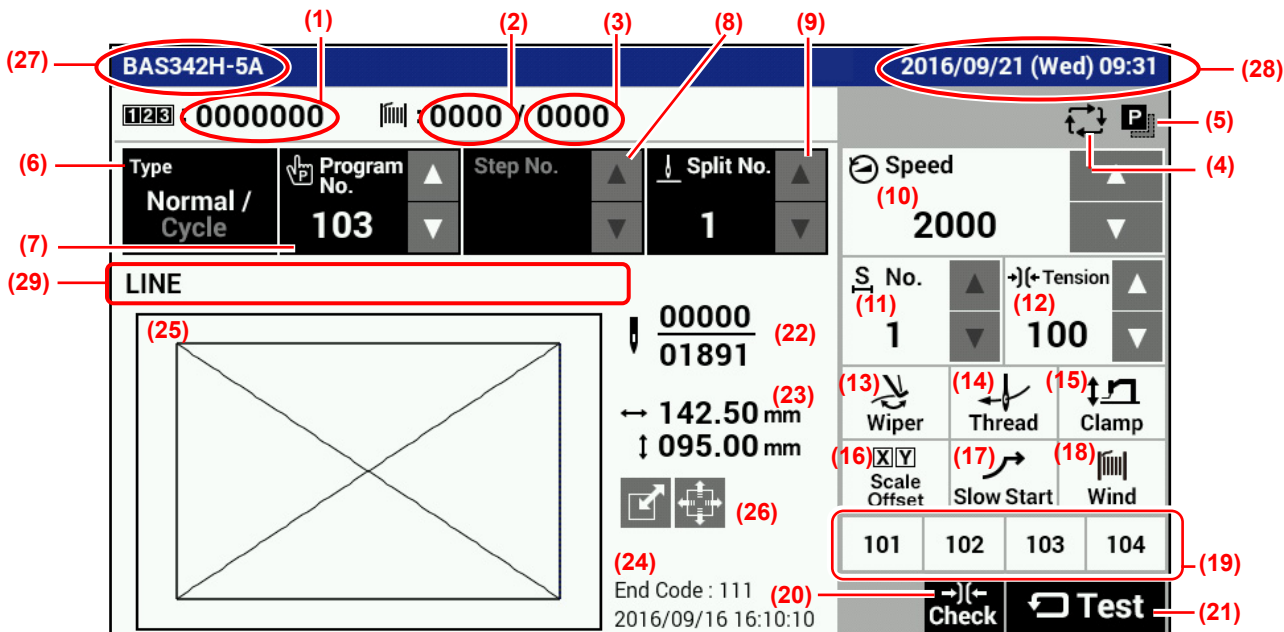 (1) (2) (3) (8) (9)
(27) BAS342H-5A 2016/09/21 (Wed) 09:31 (28)
123 : 0000000 : 0000 / 0000 P (5)
(6) Type Program No. Step No. Split No. Speed (4)
Normal / (10)
Cycle 103 1 2000
(7)
(29) LINE S No. Tension
(25) 00000 (22) (11) (12)
01891 1 100
(23) (13) (14) (15)
142.50 mm Wiper Thread Clamp
095.00 mm (16) X Y (17) (18)
Scale Offset Slow Start Wind
(26)
101 102 103 104 (19)
(24)
End Code : 111 (20) Check Test (21)
2016/09/16 16:10:10